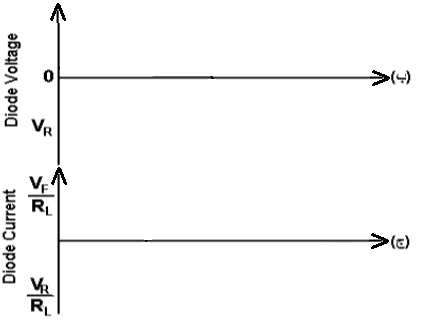 Diode Voltage
0
(ب)
V_R
Diode Current
V_F
R_L
(ج)
V_R
R_L